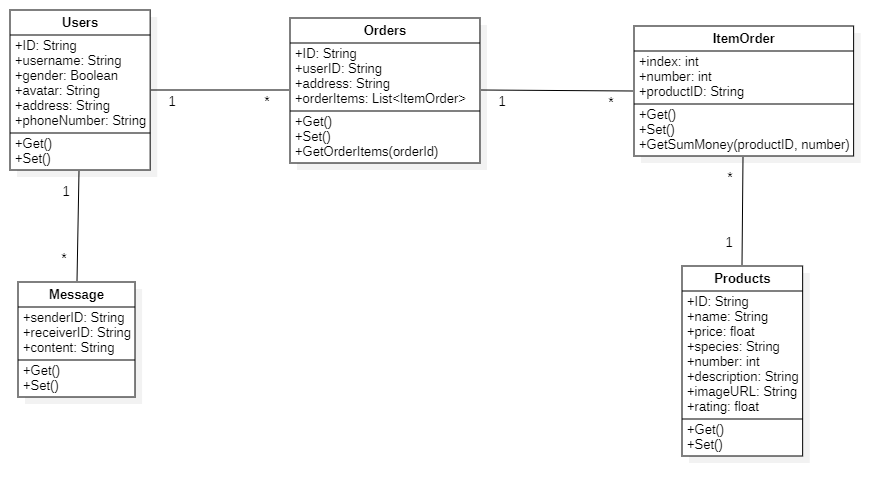 Users
+ID: String
+username: String
+gender: Boolean
+avatar: String
+address: String
+phoneNumber: String
+Get()
+Set()
1
*
Orders
+ID: String
+userID: String
+address: String
+orderItems: List<ItemOrder>
+Get()
+Set()
+GetOrderItems(orderId)
1
*
ItemOrder
+index: int
+number: int
+productID: String
+Get()
+Set()
+GetSumMoney(productID, number)
1
*
Message
+senderID: String
+receiverID: String
+content: String
+Get()
+Set()
*
1
Products
+ID: String
+name: String
+price: float
+species: String
+number: int
+description: String
+imageURL: String
+rating: float
+Get()
+Set()